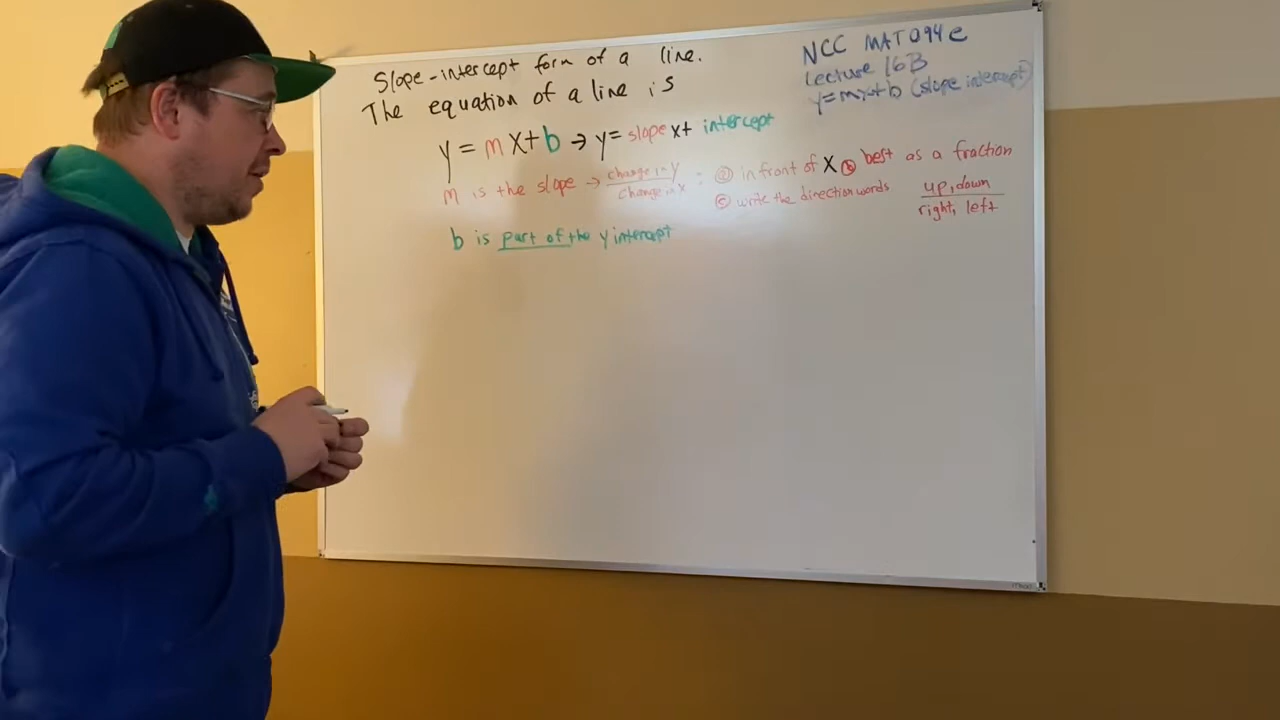 Slope-intercept form of a line.
The equation of a line is
y = mx+b → y = slope x+ intercept
m is the slope → change in y / change in x : ⓐ in front of X ⓑ best as a fraction
ⓒ write the direction words up, down / right, left
b is part of the y intercept
NCC MAT094e
Lecture 16B
y=mx+b (slope intercept)